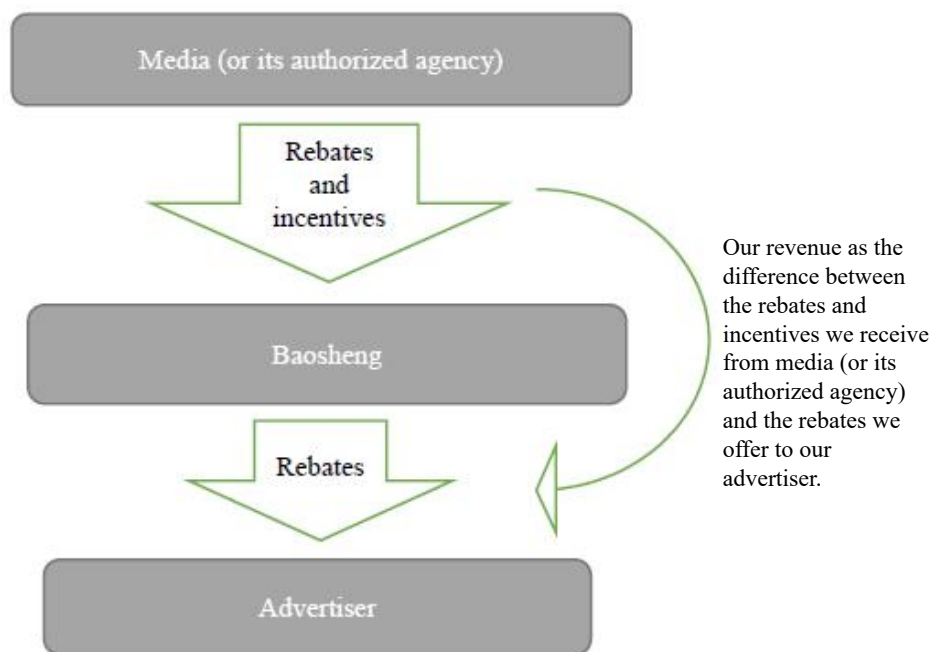 Media (or its authorized agency)
Rebates
and
incentives
Our revenue as the
difference between
the rebates and
incentives we receive
from media (or its
authorized agency)
and the rebates we
offer to our
advertiser.
Baosheng
Rebates
Advertiser